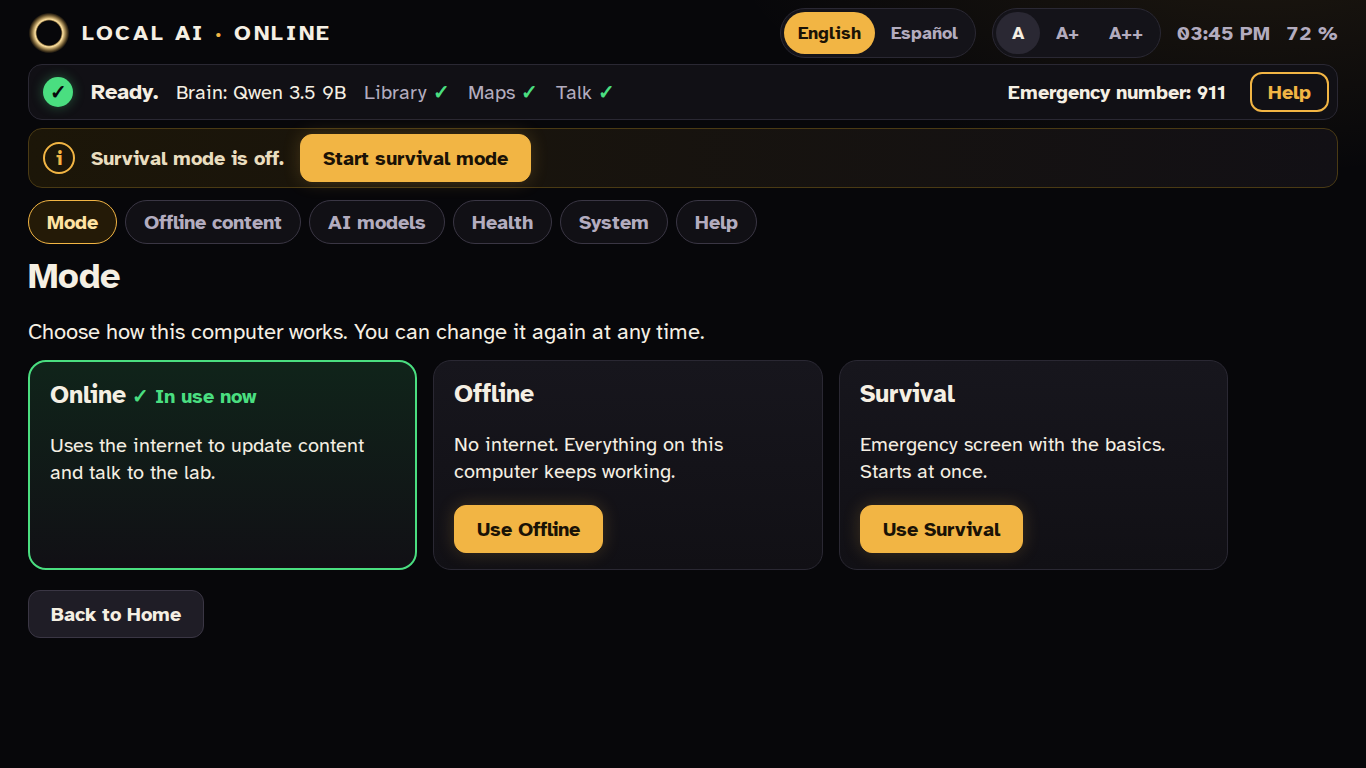 LOCAL AI • ONLINE
English Español A A+ A++ 03:45 PM 72 %
✓ Ready. Brain: Qwen 3.5 9B Library ✓ Maps ✓ Talk ✓ Emergency number: 911 Help
i Survival mode is off. Start survival mode
Mode Offline content AI models Health System Help
Mode
Choose how this computer works. You can change it again at any time.
Online ✓ In use now
Uses the internet to update content
and talk to the lab.
Offline
No internet. Everything on this
computer keeps working.
Use Offline
Survival
Emergency screen with the basics.
Starts at once.
Use Survival
Back to Home